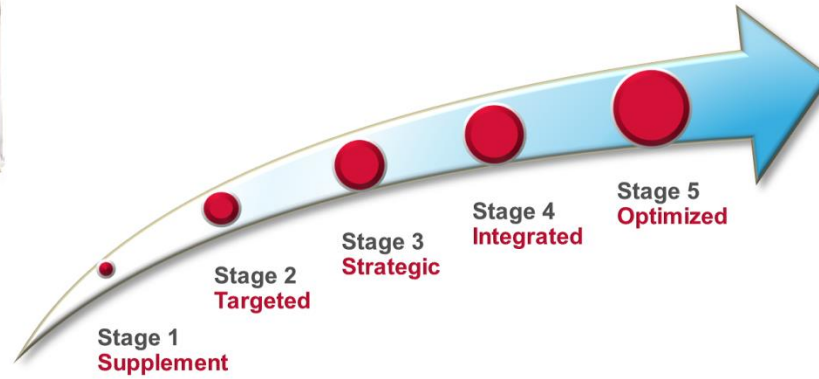 Stage 1
Supplement
Stage 2
Targeted
Stage 3
Strategic
Stage 4
Integrated
Stage 5
Optimized